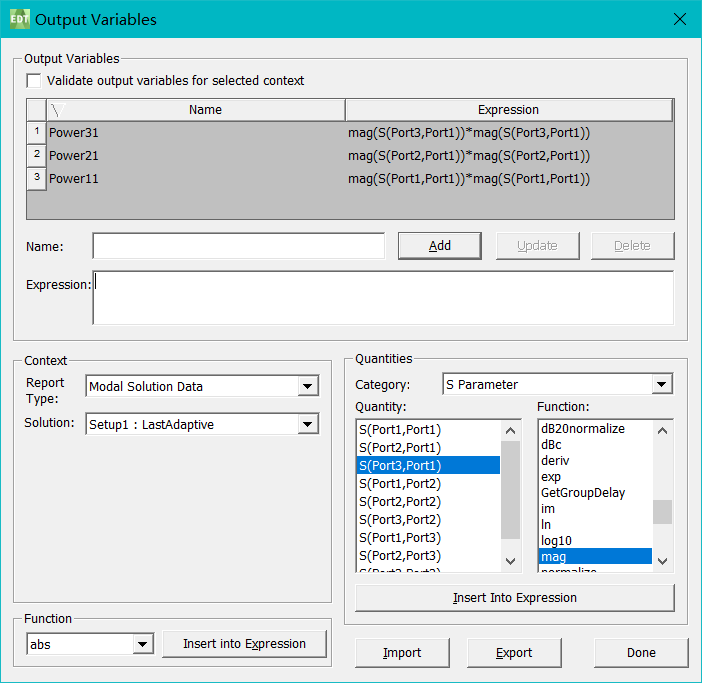 EDT Output Variables
Output Variables
Validate output variables for selected context
Name Expression
1 Power31 mag(S(Port3,Port1))*mag(S(Port3,Port1))
2 Power21 mag(S(Port2,Port1))*mag(S(Port2,Port1))
3 Power11 mag(S(Port1,Port1))*mag(S(Port1,Port1))
Name: Add Update Delete
Expression:
Context
Report Type: Modal Solution Data
Solution: Setup1 : LastAdaptive
Function
abs Insert into Expression
Quantities
Category: S Parameter
Quantity: Function:
S(Port1,Port1)
S(Port2,Port1)
S(Port3,Port1)
S(Port1,Port2)
S(Port2,Port2)
S(Port3,Port2)
S(Port1,Port3)
S(Port2,Port3)
S(Port3,Port3)
dB20normalize
dBc
deriv
exp
GetGroupDelay
im
ln
log10
mag
normalize
Insert Into Expression
Import Export Done